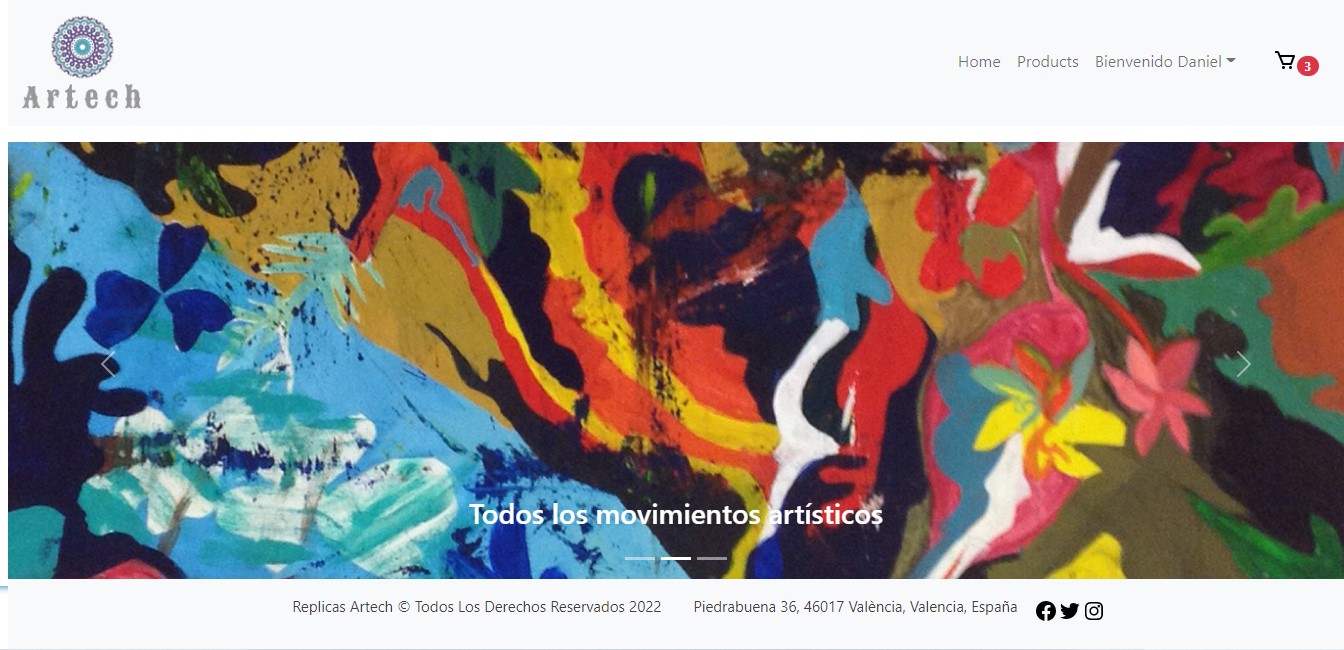 Artech
Home Products Bienvenido Daniel 3
Todos los movimientos artísticos
Replicas Artech © Todos Los Derechos Reservados 2022 Piedrabuena 36, 46017 València, Valencia, España